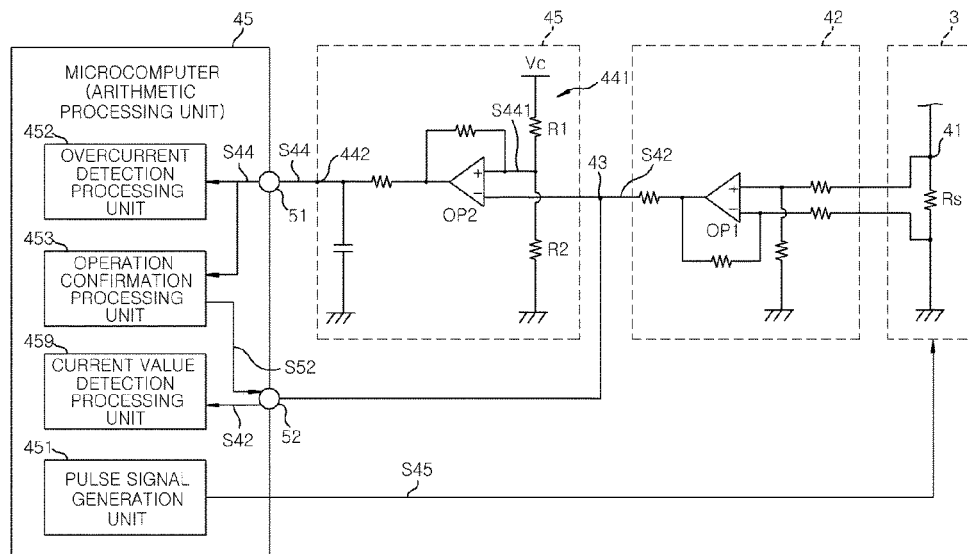 45
MICROCOMPUTER
(ARITHMETIC
PROCESSING UNIT)
452
OVERCURRENT
DETECTION
PROCESSING
UNIT
S44
S44
442
51
453
OPERATION
CONFIRMATION
PROCESSING
UNIT
S52
459
CURRENT VALUE
DETECTION
PROCESSING
UNIT
S42
52
451
PULSE SIGNAL
GENERATION
UNIT
S45
45
Vc
441
S441
R1
+
−
OP2
R2
43
S42
42
+
−
OP1
3
41
Rs